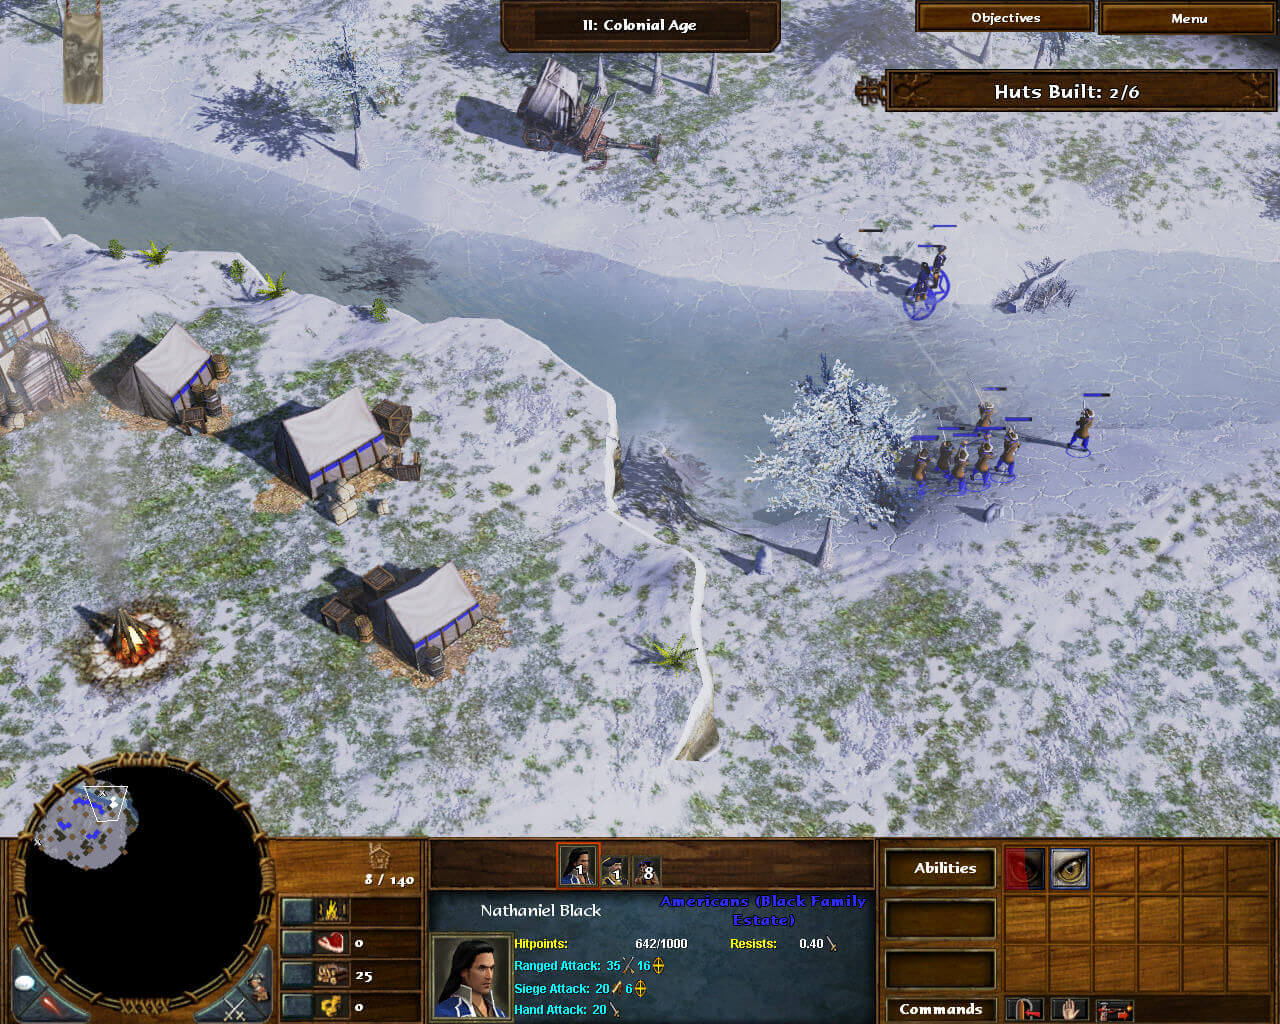 II: Colonial Age
Objectives
Menu
Huts Built: 2/6
8 / 140
0
25
0
1
1
8
Nathaniel Black
Americans (Black Family
Estate)
Hitpoints: 642/1000
Resists: 0.40
Ranged Attack: 35 16
Siege Attack: 20 6
Hand Attack: 20
Abilities
Commands